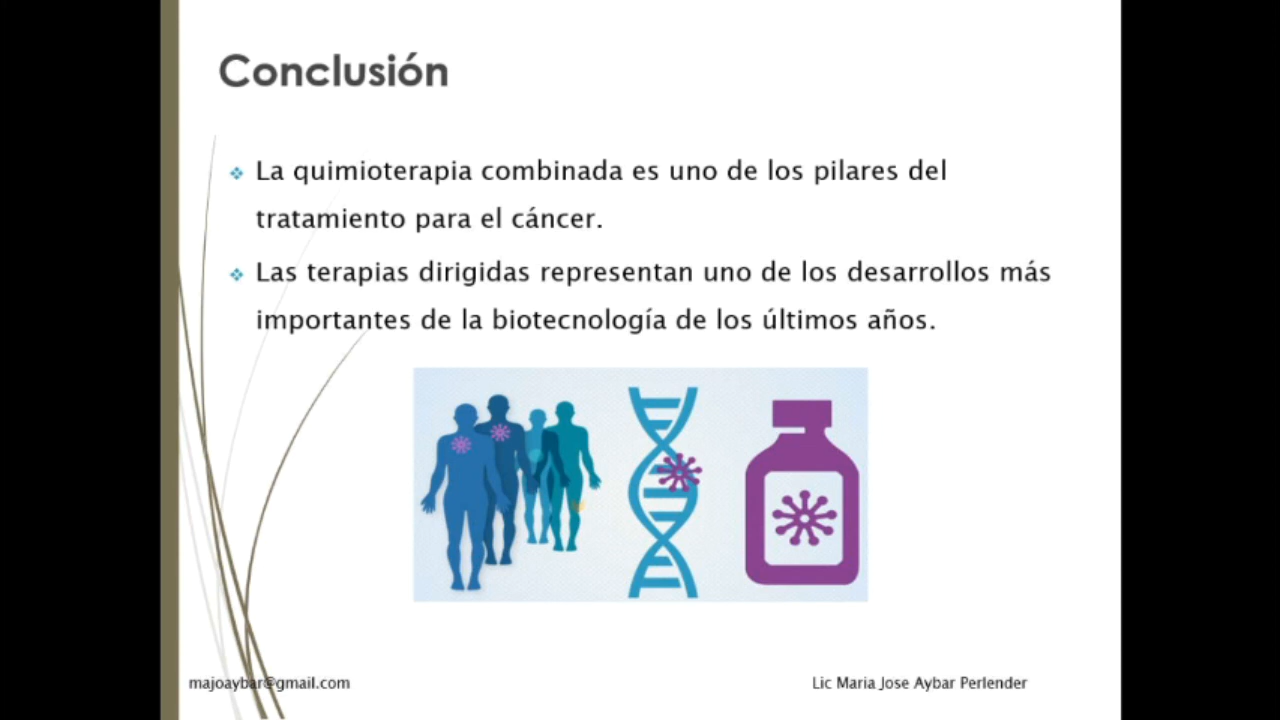 Conclusión
La quimioterapia combinada es uno de los pilares del
tratamiento para el cáncer.
Las terapias dirigidas representan uno de los desarrollos más
importantes de la biotecnología de los últimos años.
majoaybar@gmail.com
Lic Maria Jose Aybar Perlender